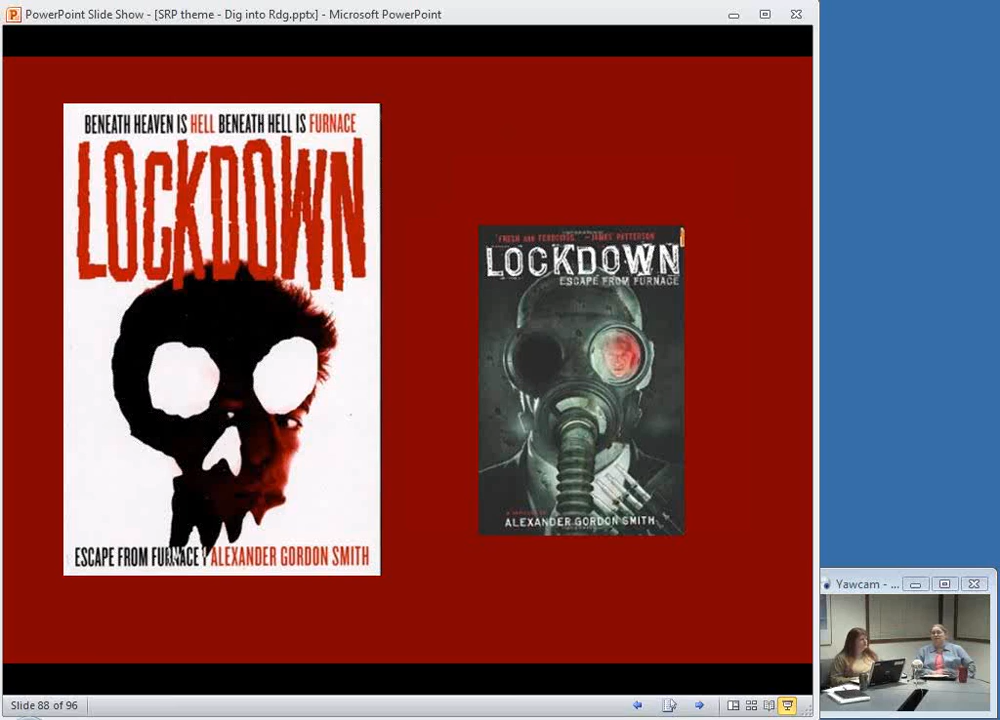 PowerPoint Slide Show - [SRP theme - Dig into Rdg.pptx] - Microsoft PowerPoint
BENEATH HEAVEN IS HELL BENEATH HELL IS FURNACE
LOCKDOWN
ESCAPE FROM FURNACE 1 ALEXANDER GORDON SMITH
"FRESH AND FEROCIOUS." —JAMES PATTERSON
LOCKDOWN
ESCAPE FROM FURNACE
ALEXANDER GORDON SMITH
Yawcam - ...
Slide 88 of 96